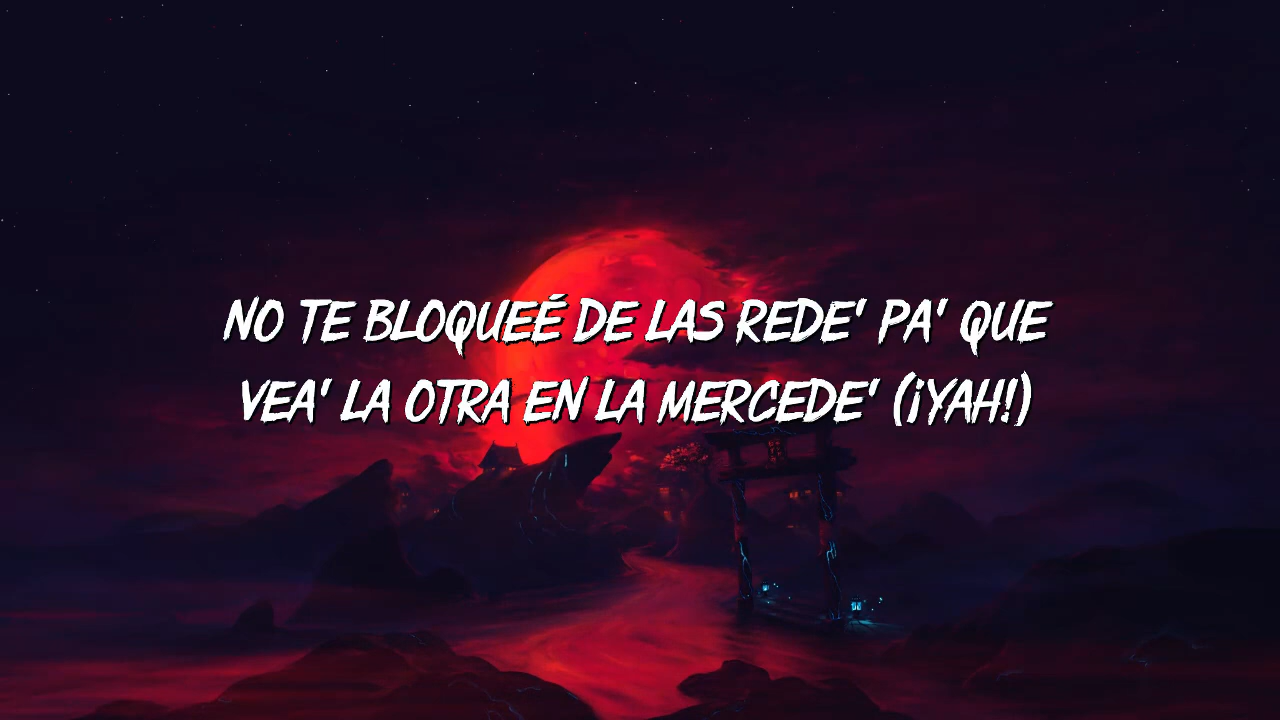 NO TE BLOQUEÉ DE LAS REDE' PA' QUE
VEA' LA OTRA EN LA MERCEDE' (¡YAH!)